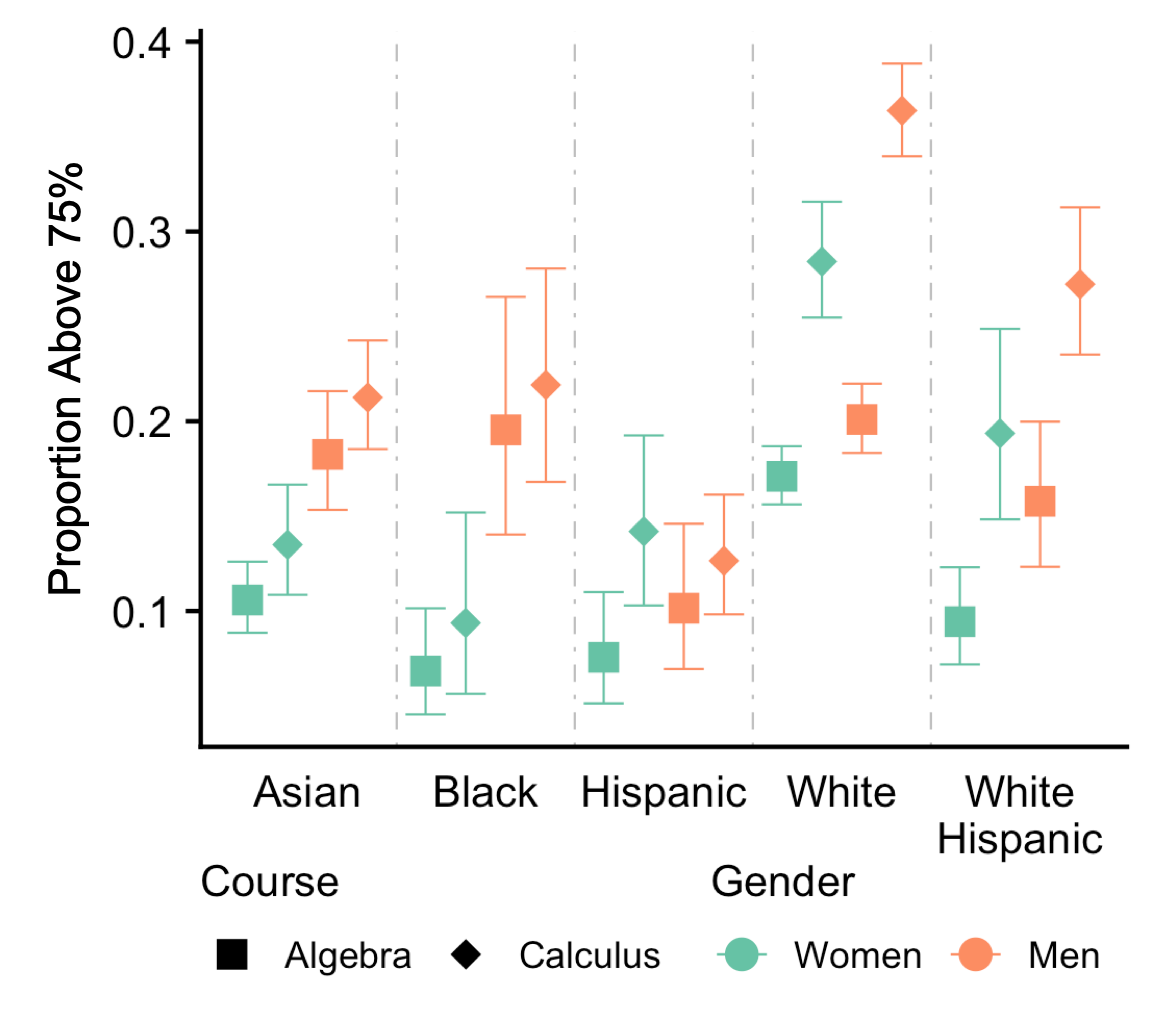 0.4
0.3
0.2
0.1
Proportion Above 75%
Asian Black Hispanic White White
Hispanic
Course Gender
Algebra Calculus Women Men